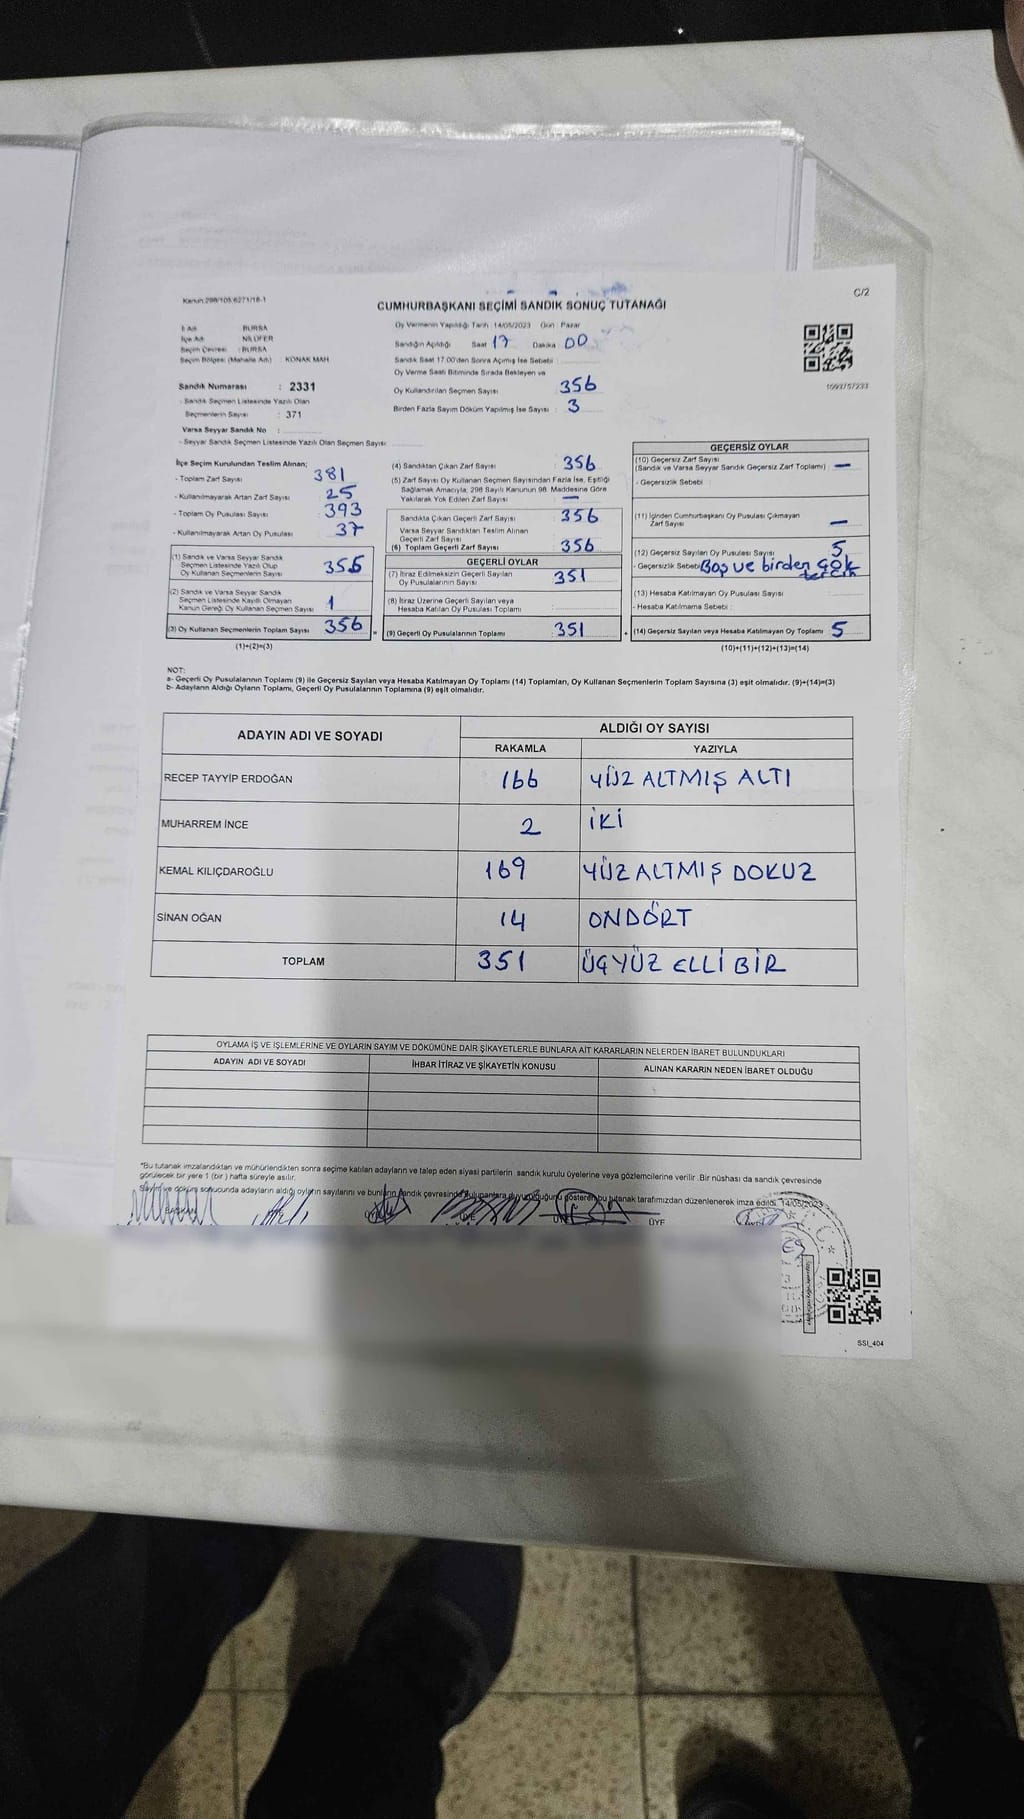 Kanun:298/105,6271/18-1
C/2
CUMHURBAŞKANI SEÇİMİ SANDIK SONUÇ TUTANAĞI
İl Adı BURSA
İlçe Adı NİLÜFER
Seçim Çevresi : BURSA
Seçim Bölgesi (Mahalle Adı) : KONAK MAH
Sandık Numarası : 2331
- Sandık Seçmen Listesinde Yazılı Olan
Seçmenlerin Sayısı : 371
Varsa Seyyar Sandık No :
- Seyyar Sandık Seçmen Listesinde Yazılı Olan Seçmen Sayısı
Oy Vermenin Yapıldığı Tarih 14/05/2023 Gün : Pazar
Sandığın Açıldığı Saat 17 Dakika 00
Sandık Saat 17.00'den Sonra Açımış İse Sebebi
Oy Verme Saati Bitiminde Sırada Bekleyen ve
Oy Kullandırılan Seçmen Sayısı 356
Birden Fazla Sayım Döküm Yapılmış İse Sayısı : 3
1093757233
İlçe Seçim Kurulundan Teslim Alınan;
- Toplam Zarf Sayısı 381
- Kullanılmayarak Artan Zarf Sayısı 25
- Toplam Oy Pusulası Sayısı 393
- Kullanılmayarak Artan Oy Pusulası 37
(1) Sandık ve Varsa Seyyar Sandık
Seçmen Listesinde Yazılı Olup
Oy Kullanan Seçmenlerin Sayısı 355
(2) Sandık ve Varsa Seyyar Sandık
Seçmen Listesinde Kayıtlı Olmayan
Kanun Gereği Oy Kullanan Seçmen Sayısı 1
(3) Oy Kullanan Seçmenlerin Toplam Sayısı 356
(1)+(2)=(3)
(4) Sandıktan Çıkan Zarf Sayısı : 356
(5) Zarf Sayısı Oy Kullanan Seçmen Sayısından Fazla İse, Eşitliği
Sağlamak Amacıyla; 298 Sayılı Kanunun 98. Maddesine Göre
Yakılarak Yok Edilen Zarf Sayısı : —
Sandıkta Çıkan Geçerli Zarf Sayısı : 356
Varsa Seyyar Sandıktan Teslim Alınan
Geçerli Zarf Sayısı
(6) Toplam Geçerli Zarf Sayısı : 356
GEÇERLİ OYLAR
(7) İtiraz Edilmeksizin Geçerli Sayılan
Oy Pusulalarının Sayısı : 351
(8) İtiraz Üzerine Geçerli Sayılan veya
Hesaba Katılan Oy Pusulası Toplamı
= (9) Geçerli Oy Pusulalarının Toplamı : 351
GEÇERSİZ OYLAR
(10) Geçersiz Zarf Sayısı
(Sandık ve Varsa Seyyar Sandık Geçersiz Zarf Toplamı) —
- Geçersizlik Sebebi
(11) İçinden Cumhurbaşkanı Oy Pusulası Çıkmayan
Zarf Sayısı —
(12) Geçersiz Sayılan Oy Pusulası Sayısı 5
- Geçersizlik Sebebi Boş ve birden çok
tercih
(13) Hesaba Katılmayan Oy Pusulası Sayısı
- Hesaba Katılmama Sebebi :
+ (14) Geçersiz Sayılan veya Hesaba Katılmayan Oy Toplamı 5
(10)+(11)+(12)+(13)=(14)
NOT:
a- Geçerli Oy Pusulalarının Toplamı (9) ile Geçersiz Sayılan veya Hesaba Katılmayan Oy Toplamı (14) Toplamları, Oy Kullanan Seçmenlerin Toplam Sayısına (3) eşit olmalıdır. (9)+(14)=(3)
b- Adayların Aldığı Oyların Toplamı, Geçerli Oy Pusulalarının Toplamına (9) eşit olmalıdır.
ADAYIN ADI VE SOYADI ALDIĞI OY SAYISI
RAKAMLA YAZIYLA
RECEP TAYYİP ERDOĞAN 166 YÜZ ALTMIŞ ALTI
MUHARREM İNCE 2 İKİ
KEMAL KILIÇDAROĞLU 169 YÜZ ALTMIŞ DOKUZ
SİNAN OĞAN 14 ONDÖRT
TOPLAM 351 ÜÇYÜZ ELLİ BİR
OYLAMA İŞ VE İŞLEMLERİNE VE OYLARIN SAYIM VE DÖKÜMÜNE DAİR ŞİKAYETLERLE BUNLARA AİT KARARLARIN NELERDEN İBARET BULUNDUKLARI
ADAYIN ADI VE SOYADI İHBAR İTİRAZ VE ŞİKAYETİN KONUSU ALINAN KARARIN NEDEN İBARET OLDUĞU
*Bu tutanak imzalandıktan ve mühürlendikten sonra seçime katılan adayların ve talep eden siyasi partilerin sandık kurulu üyelerine veya gözlemcilerine verilir. Bir nüshası da sandık çevresinde
görülecek bir yere 1 (bir) hafta süreyle asılır.
Sayım ve döküm sonucunda adayların aldığı oyların sayılarını ve bunların sandık çevresinde bulunanlara duyurulduğunu gösteren bu tutanak tarafımızdan düzenlenerek imza edildi. 14/05/2023
BAŞKAN ÜYE ÜYE ÜYE ÜYE
SSI_404